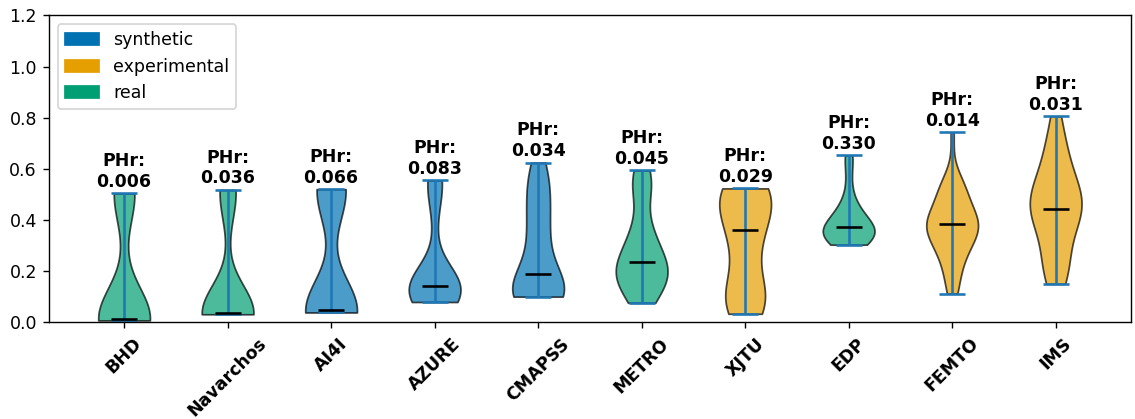 1.2
1.0
0.8
0.6
0.4
0.2
0.0
synthetic
experimental
real
PHr:
0.006
PHr:
0.036
PHr:
0.066
PHr:
0.083
PHr:
0.034
PHr:
0.045
PHr:
0.029
PHr:
0.330
PHr:
0.014
PHr:
0.031
BHD
Navarchos
AI4I
AZURE
CMAPSS
METRO
XJTU
EDP
FEMTO
IMS